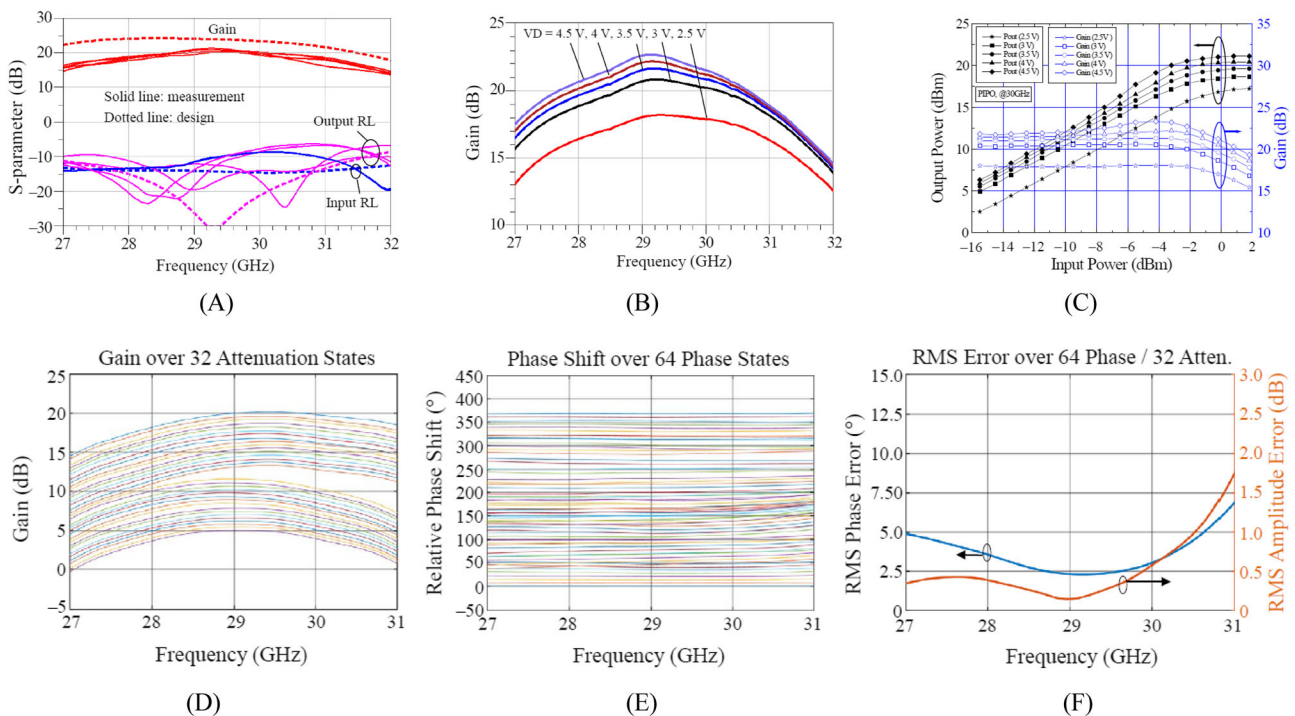 30
20
10
0
−10
−20
−30
S-parameter (dB)
Gain
Solid line: measurement
Dotted line: design
Output RL
Input RL
27 28 29 30 31 32
Frequency (GHz)
(A)
25
20
15
10
Gain (dB)
VD = 4.5 V, 4 V, 3.5 V, 3 V, 2.5 V
27 28 29 30 31 32
Frequency (GHz)
(B)
25
20
15
10
5
0
Output Power (dBm)
Pout (2.5 V)
Pout (3 V)
Pout (3.5 V)
Pout (4 V)
Pout (4.5 V)
Gain (2.5 V)
Gain (3 V)
Gain (3.5 V)
Gain (4 V)
Gain (4.5 V)
PIPO, @30GHz
35
30
25
20
15
10
Gain (dB)
−16 −14 −12 −10 −8 −6 −4 −2 0 2
Input Power (dBm)
(C)
Gain over 32 Attenuation States
25
20
15
10
5
0
−5
Gain (dB)
27 28 29 30 31
Frequency (GHz)
(D)
Phase Shift over 64 Phase States
450
400
350
300
250
200
150
100
50
0
−50
Relative Phase Shift (°)
27 28 29 30 31
Frequency (GHz)
(E)
RMS Error over 64 Phase / 32 Atten.
15.0
12.5
10.0
7.5
5.0
2.5
0
RMS Phase Error (°)
3.0
2.5
2.0
1.5
1.0
0.5
0
RMS Amplitude Error (dB)
27 28 29 30 31
Frequency (GHz)
(F)